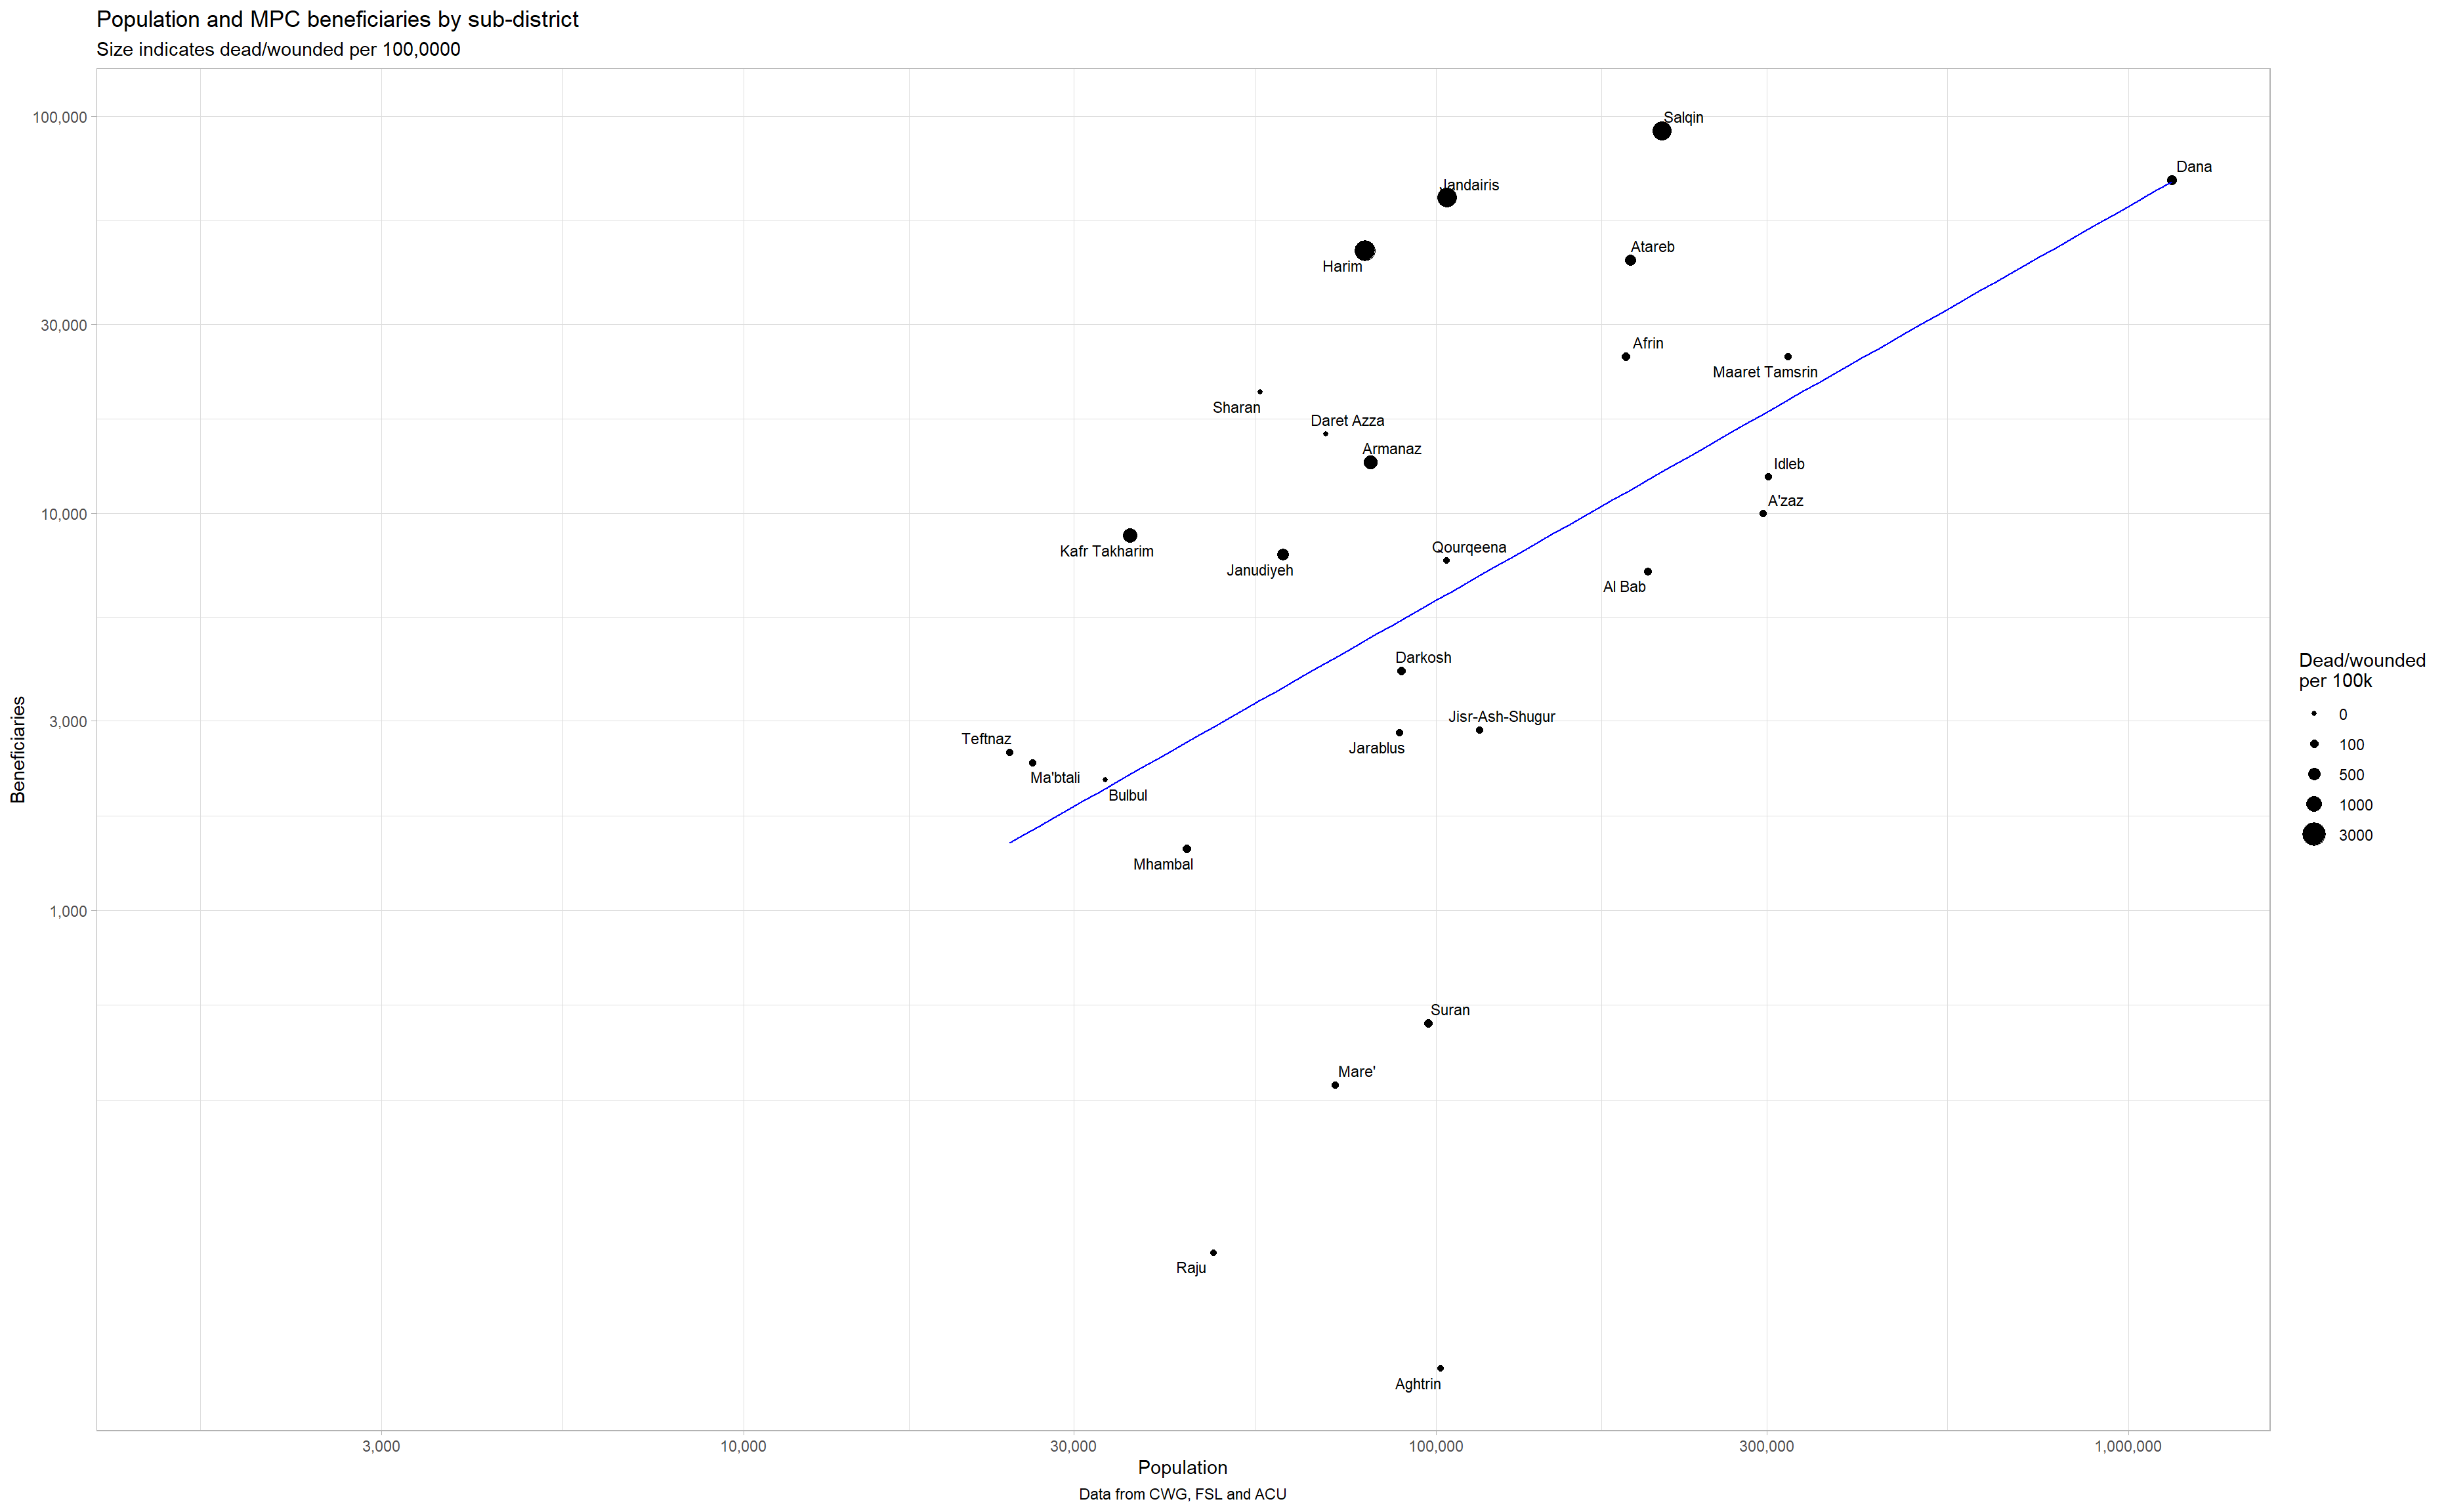 Population and MPC beneficiaries by sub-district
Size indicates dead/wounded per 100,0000
100,000
30,000
10,000
3,000
1,000
Beneficiaries
Salqin
Dana
Jandairis
Atareb
Harim
Afrin
Maaret Tamsrin
Sharan
Daret Azza
Armanaz
Idleb
A'zaz
Kafr Takharim
Qourqeena
Janudiyeh
Al Bab
Darkosh
Jisr-Ash-Shugur
Teftnaz
Jarablus
Ma'btali
Bulbul
Mhambal
Suran
Mare'
Raju
Aghtrin
Dead/wounded
per 100k
0
100
500
1000
3000
3,000
10,000
30,000
100,000
300,000
1,000,000
Population
Data from CWG, FSL and ACU